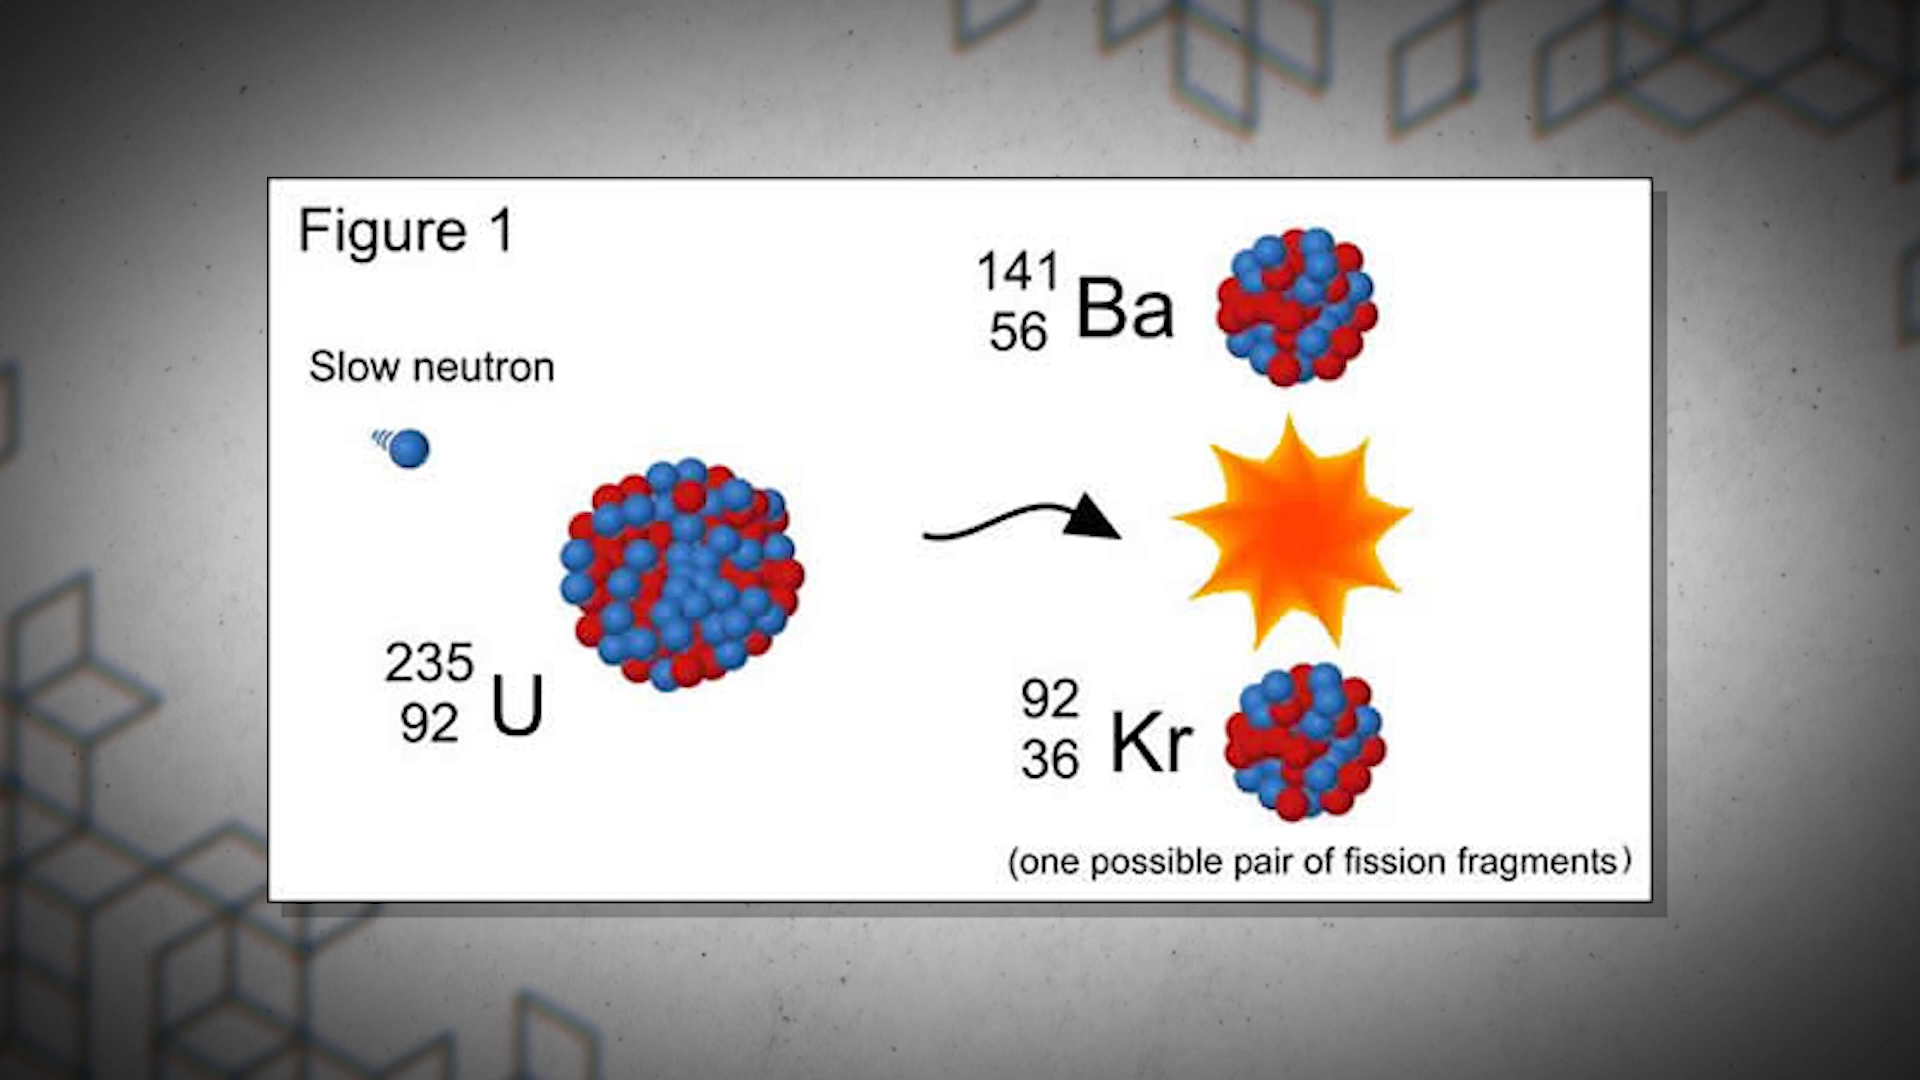 Figure 1
Slow neutron
235
92
U
141
56
Ba
92
36
Kr
(one possible pair of fission fragments)